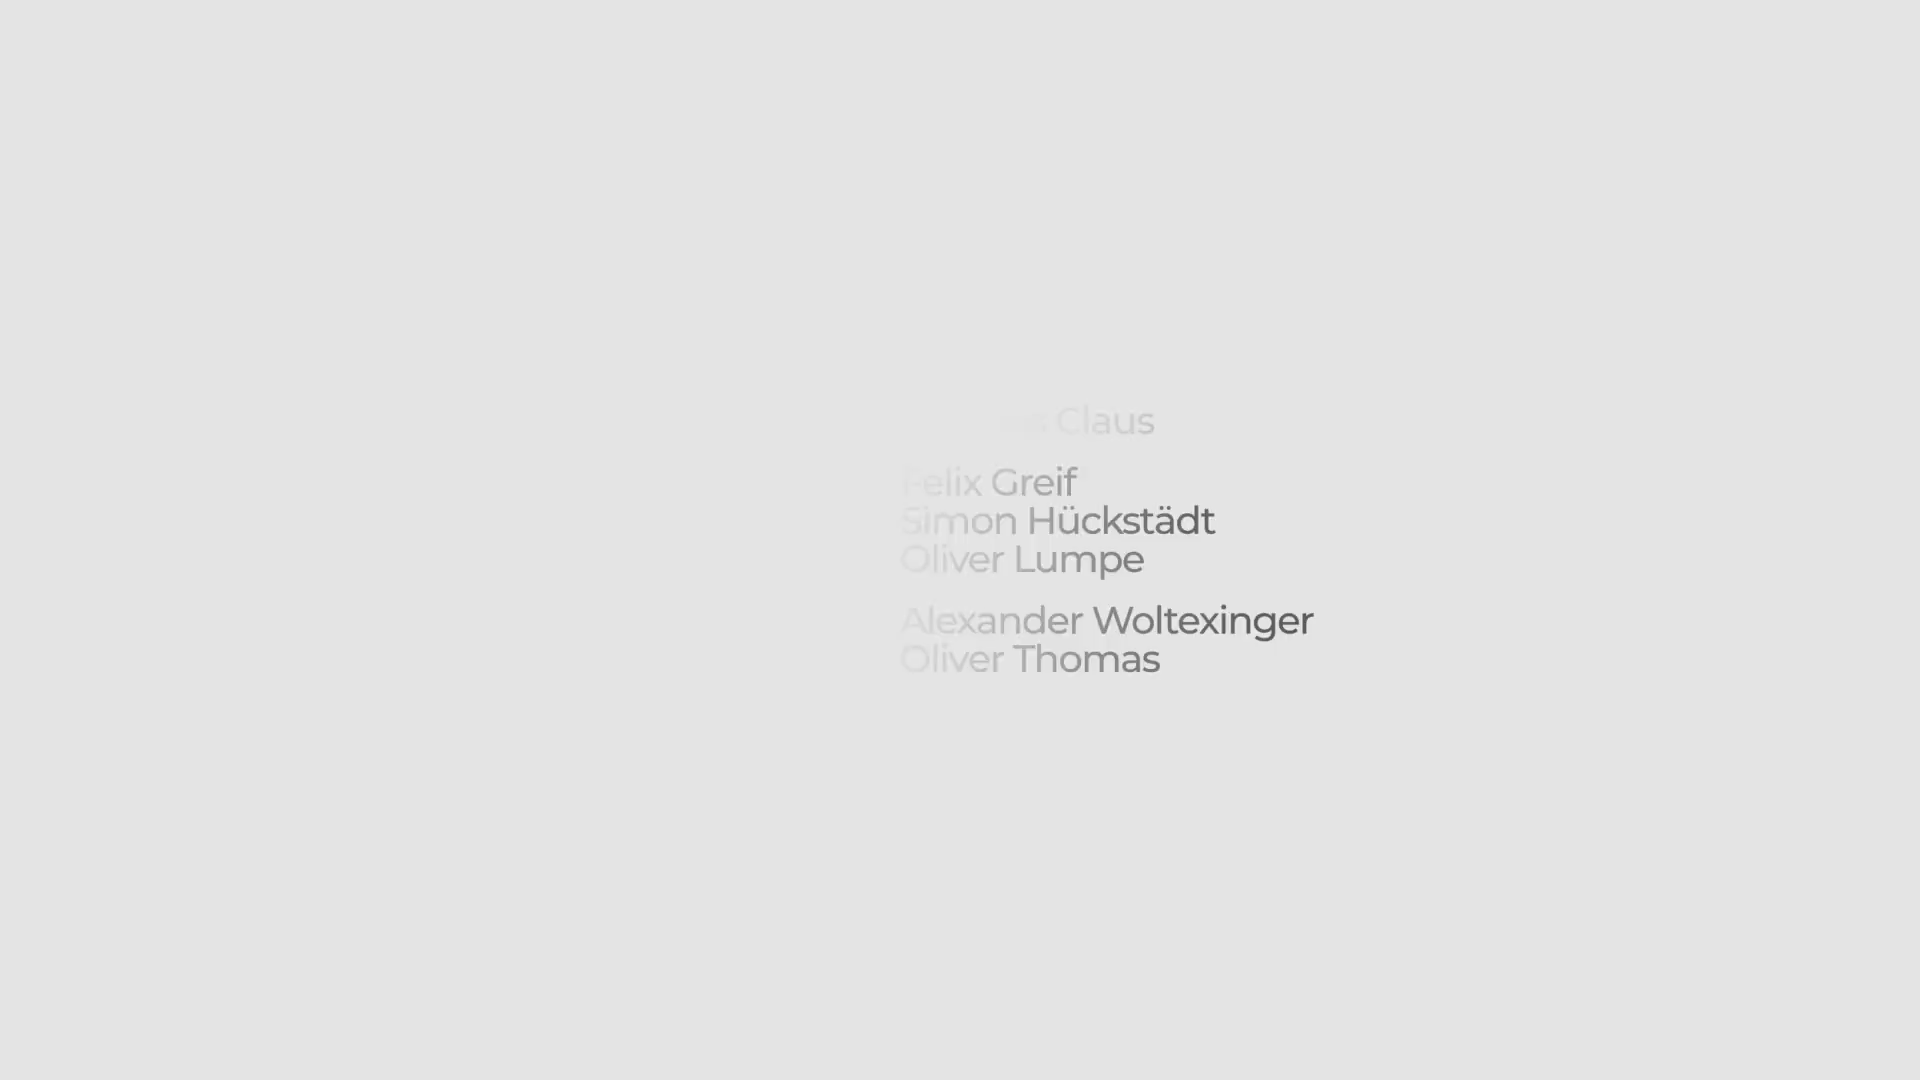 Claus
Felix Greif
Simon Hückstädt
Oliver Lumpe
Alexander Woltexinger
Oliver Thomas